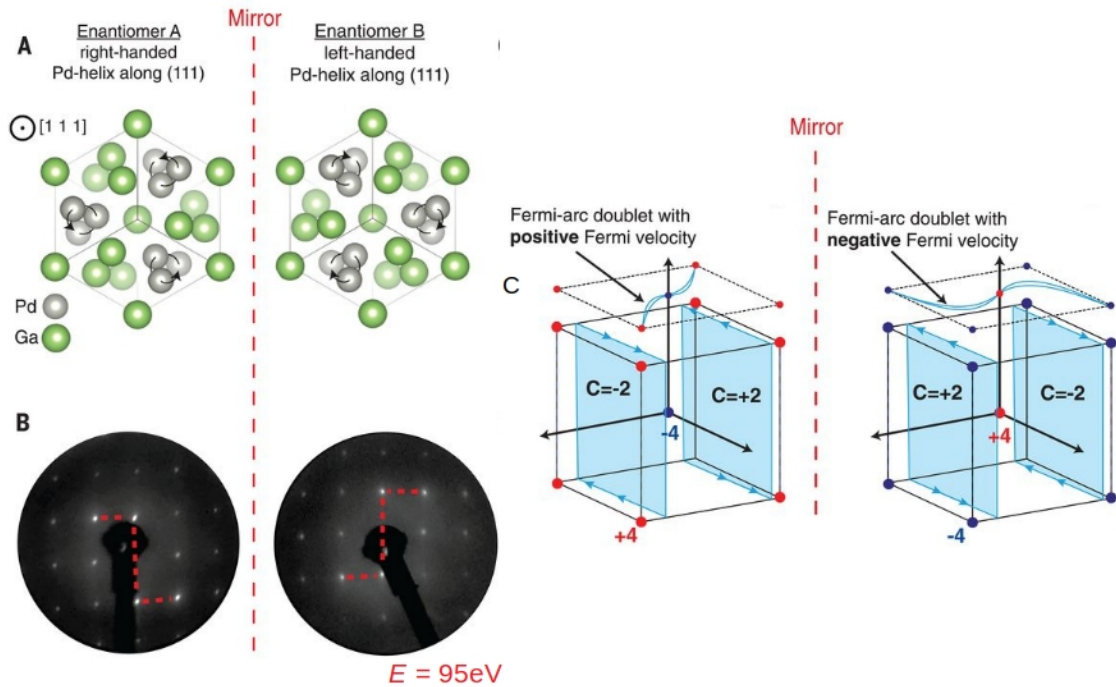 Mirror
A
Enantiomer A
right-handed
Pd-helix along (111)
Enantiomer B
left-handed
Pd-helix along (111)
[1 1 1]
Pd
Ga
B
E = 95eV
Mirror
C
Fermi-arc doublet with
positive Fermi velocity
Fermi-arc doublet with
negative Fermi velocity
C=-2
C=+2
-4
+4
C=+2
C=-2
+4
-4